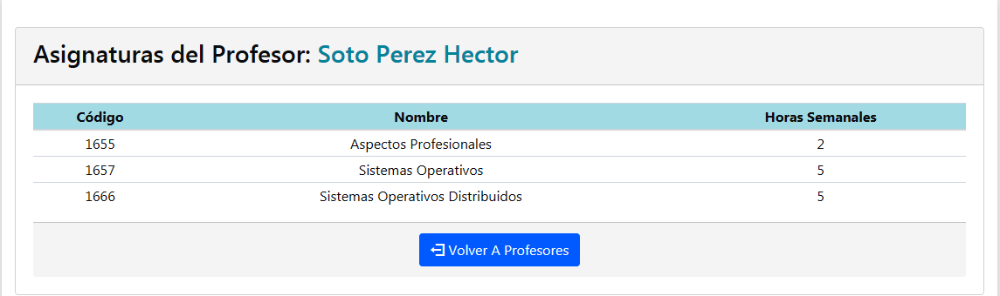 Asignaturas del Profesor: Soto Perez Hector
Código Nombre Horas Semanales
1655 Aspectos Profesionales 2
1657 Sistemas Operativos 5
1666 Sistemas Operativos Distribuidos 5
Volver A Profesores